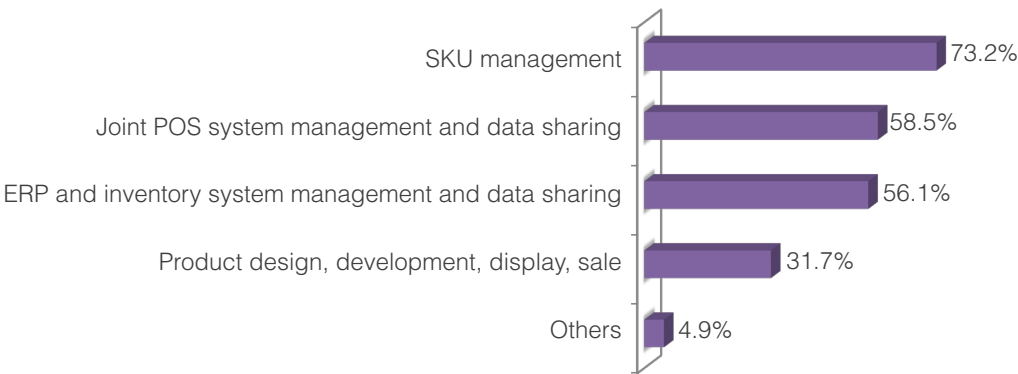 SKU management 73.2%
Joint POS system management and data sharing 58.5%
ERP and inventory system management and data sharing 56.1%
Product design, development, display, sale 31.7%
Others 4.9%